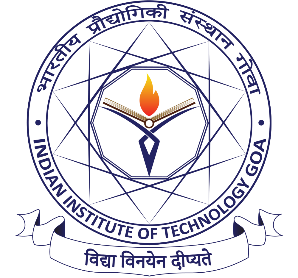 भारतीय प्रौद्योगिकी संस्थान गोवा
INDIAN INSTITUTE OF TECHNOLOGY GOA
विद्या विनयेन दीप्यते